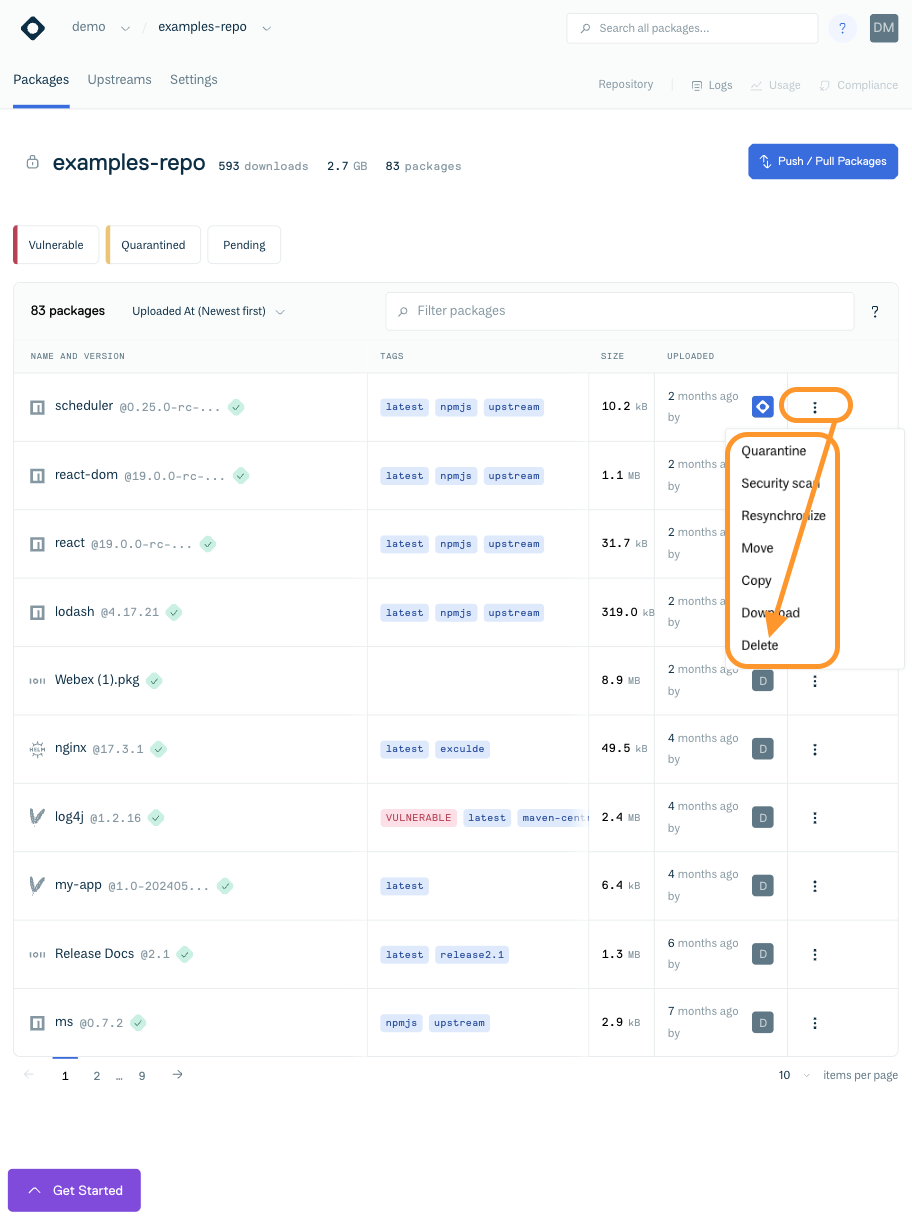 demo / examples-repo
Search all packages...
?
DM
Packages Upstreams Settings
Repository Logs Usage Compliance
examples-repo 593 downloads 2.7 GB 83 packages
Push / Pull Packages
Vulnerable Quarantined Pending
83 packages Uploaded At (Newest first) Filter packages ?
NAME AND VERSION TAGS SIZE UPLOADED
scheduler @0.25.0-rc-... latest npmjs upstream 10.2 kB 2 months ago
by
react-dom @19.0.0-rc-... latest npmjs upstream 1.1 MB 2 months a
by
react @19.0.0-rc-... latest npmjs upstream 31.7 kB 2 months a
by
lodash @4.17.21 latest npmjs upstream 319.0 kB 2 months a
by
Quarantine
Security scan
Resynchronize
Move
Copy
Download
Delete
Webex (1).pkg 8.9 MB 2 months ago
by D
nginx @17.3.1 latest exculde 49.5 kB 4 months ago
by D
log4j @1.2.16 VULNERABLE latest maven-cent 2.4 MB 4 months ago
by D
my-app @1.0-202405... latest 6.4 kB 4 months ago
by D
Release Docs @2.1 latest release2.1 1.3 MB 6 months ago
by D
ms @0.7.2 npmjs upstream 2.9 kB 7 months ago
by D
1 2 … 9 10 items per page
Get Started